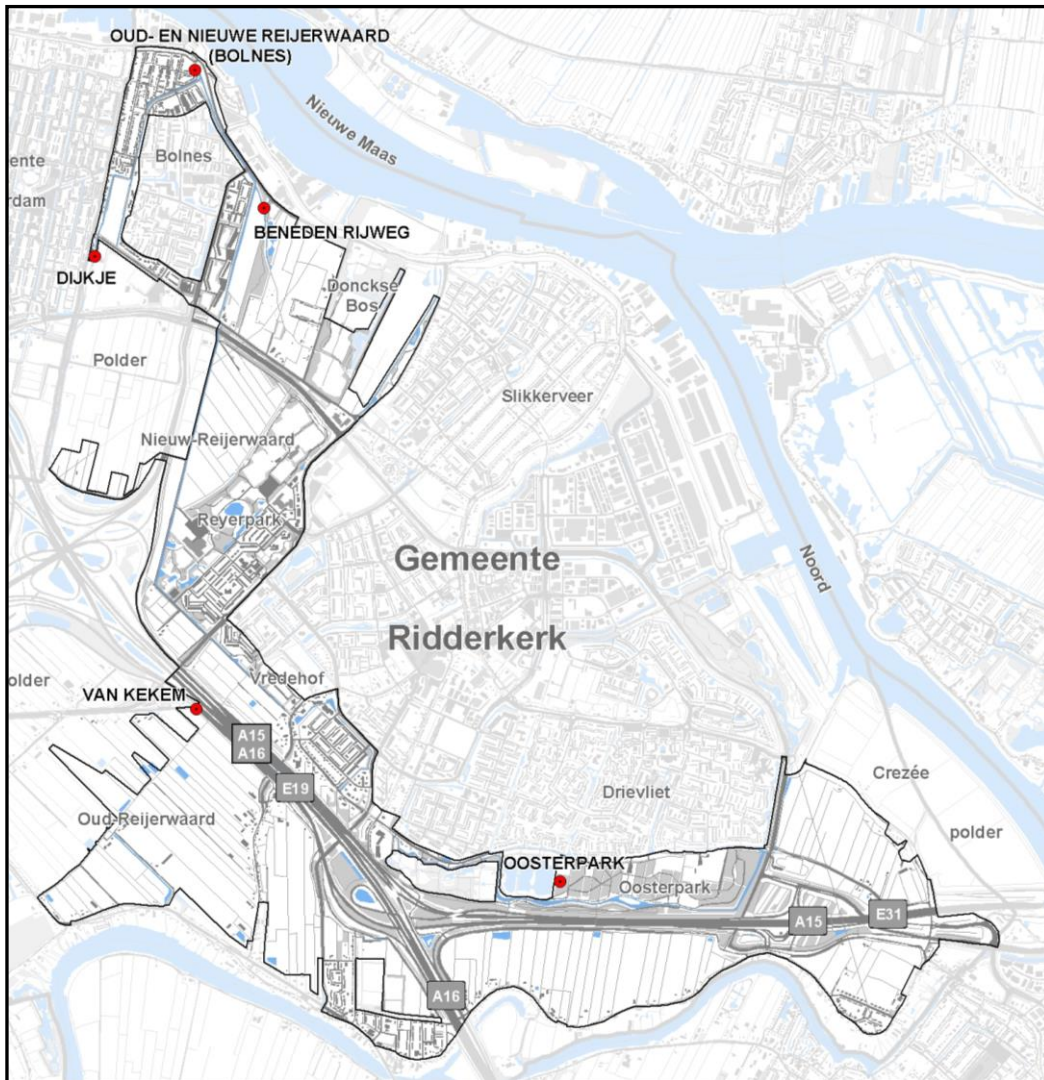 OUD- EN NIEUWE REIJERWAARD
(BOLNES)
Nieuwe Maas
Bolnes
ente
rdam
BENEDEN RIJWEG
DIJKJE
Donckse
Bos
Polder
Slikkerveer
Nieuw-Reijerwaard
Reyerpark
Gemeente
Noord
Ridderkerk
Vredehof
older
VAN KEKEM
A15
A16
E19
Crezée
Drievliet
Oud-Reijerwaard
polder
OOSTERPARK
Oosterpark
A15
E31
A16